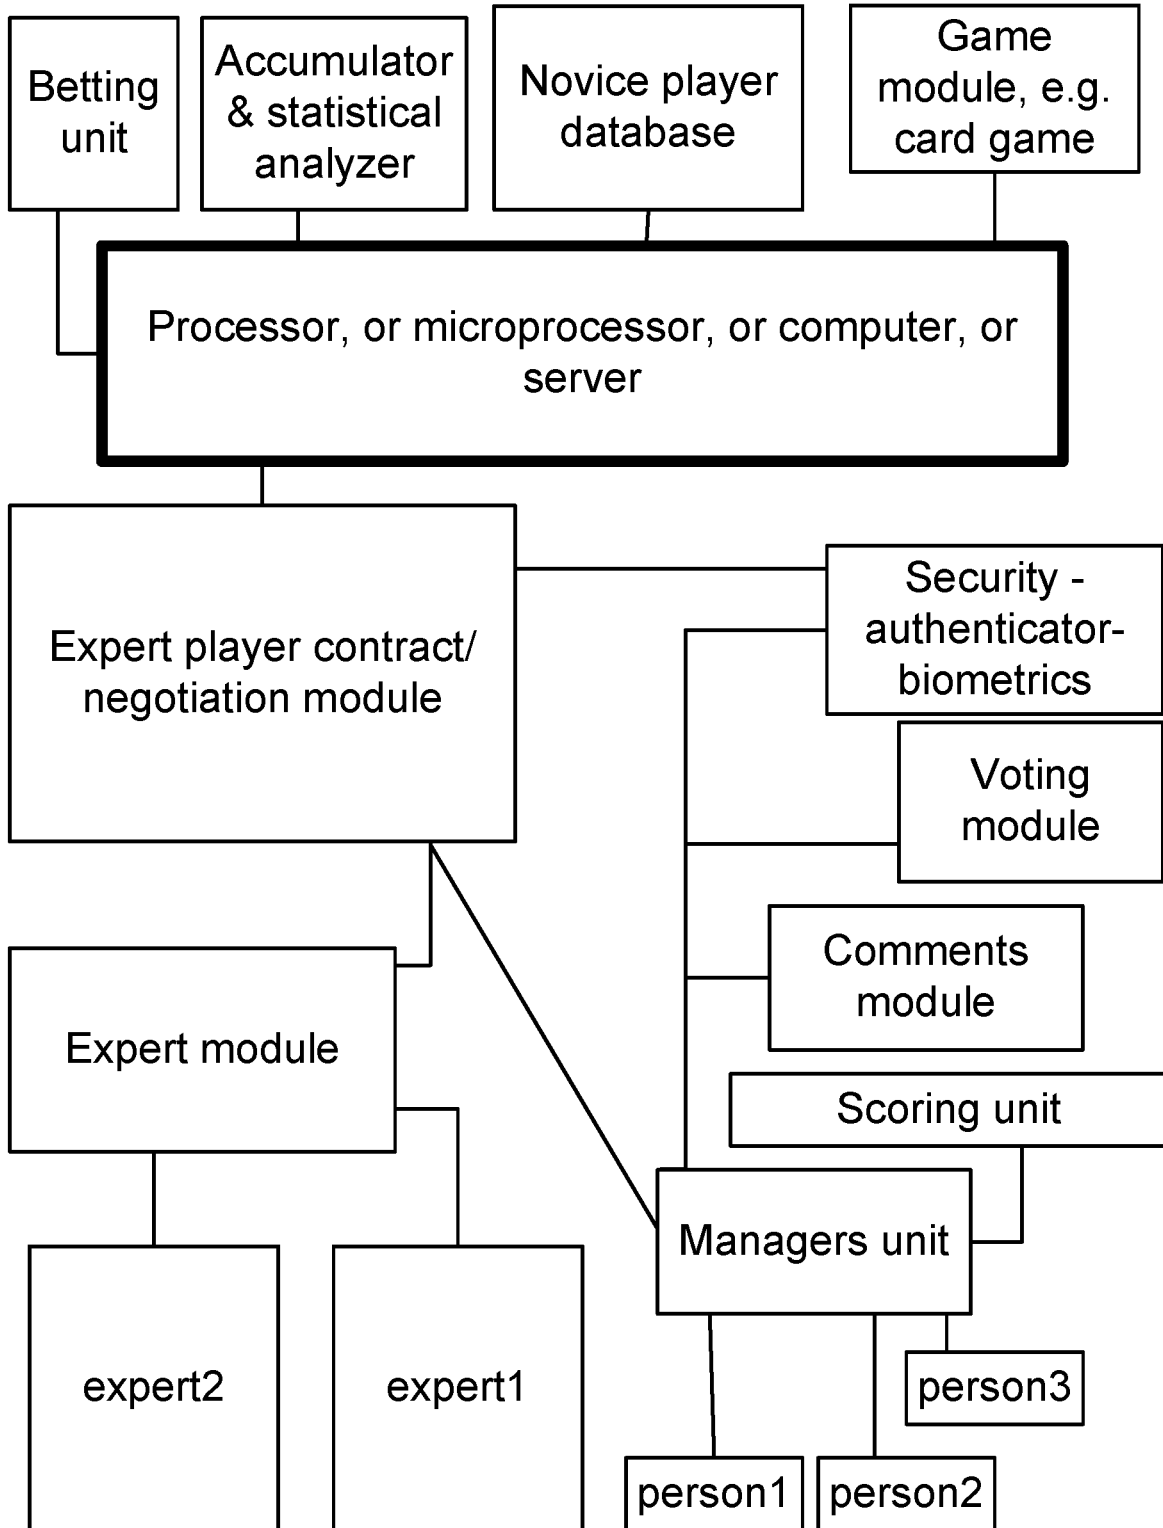 Betting
unit
Accumulator
& statistical
analyzer
Novice player
database
Game
module, e.g.
card game
Processor, or microprocessor, or computer, or
server
Expert player contract/
negotiation module
Security -
authenticator-
biometrics
Voting
module
Comments
module
Expert module
Scoring unit
Managers unit
expert2
expert1
person3
person1
person2